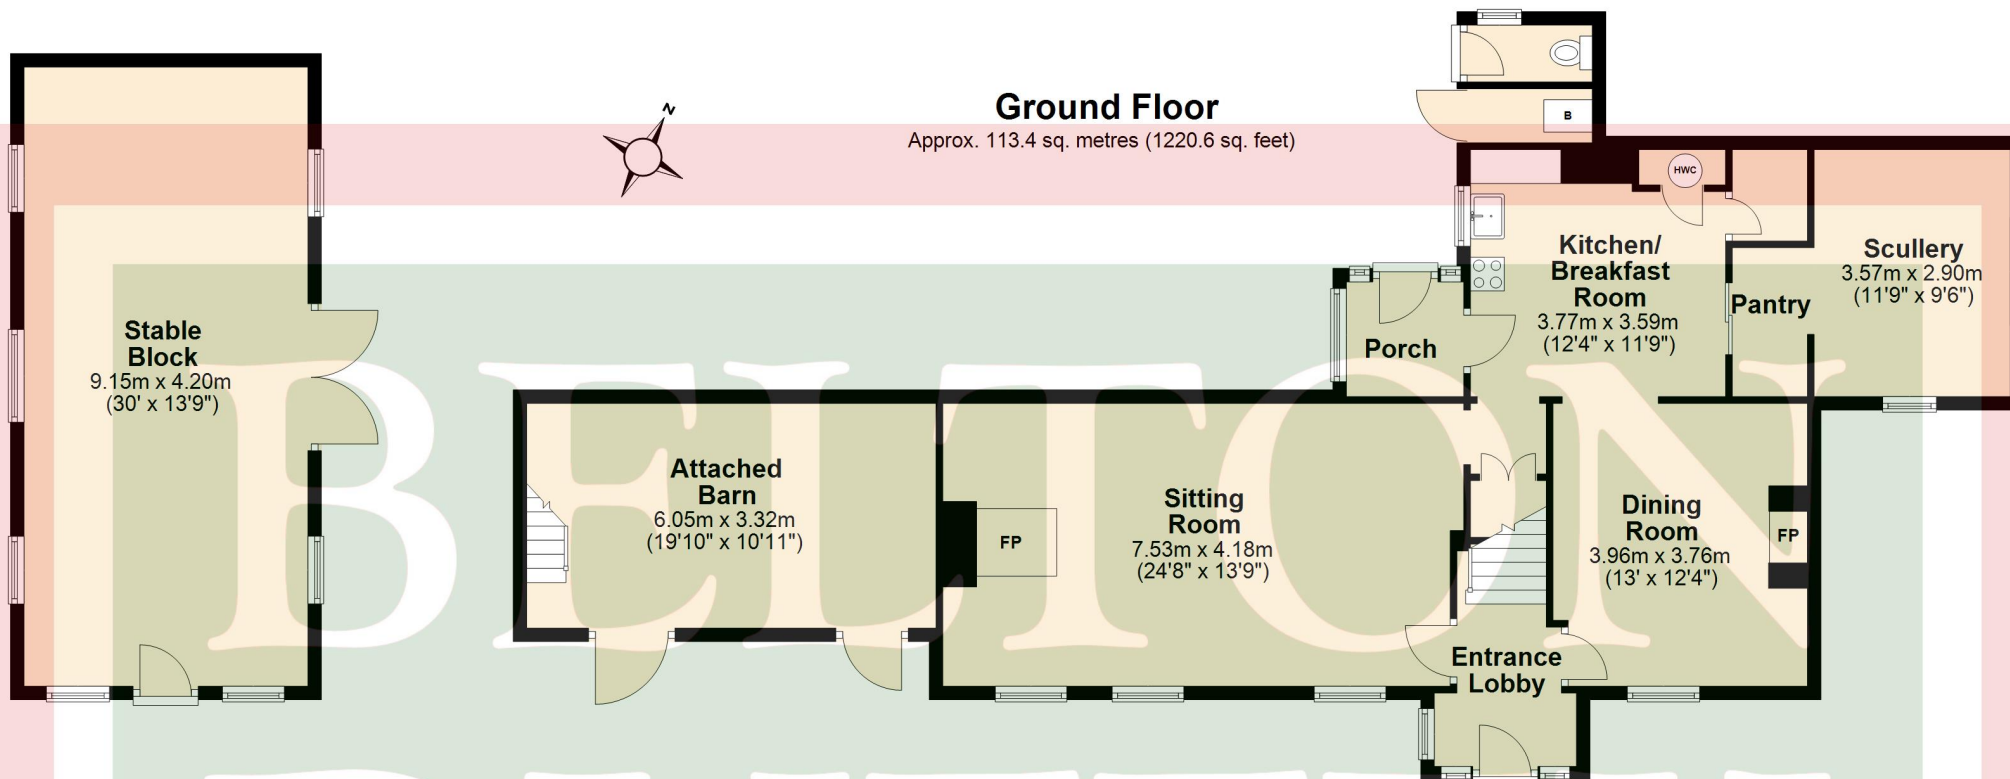 Ground Floor
Approx. 113.4 sq. metres (1220.6 sq. feet)
N
B
HWC
Kitchen/
Breakfast
Room
3.77m x 3.59m
(12'4" x 11'9")
Scullery
3.57m x 2.90m
(11'9" x 9'6")
Pantry
Porch
Stable
Block
9.15m x 4.20m
(30' x 13'9")
Attached
Barn
6.05m x 3.32m
(19'10" x 10'11")
FP
Sitting
Room
7.53m x 4.18m
(24'8" x 13'9")
Dining
Room
3.96m x 3.76m
(13' x 12'4")
FP
Entrance
Lobby
BELTON